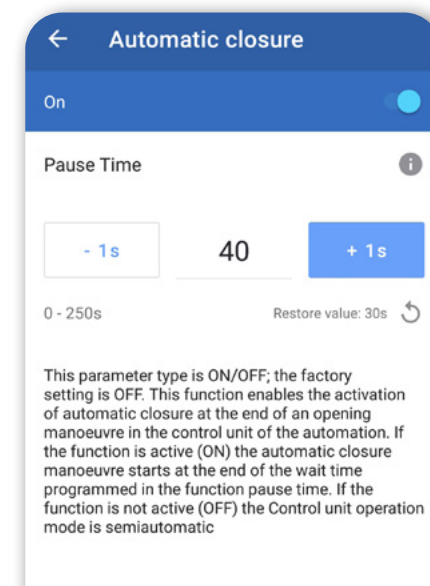 Automatic closure
On
Pause Time
- 1s 40 + 1s
0 - 250s Restore value: 30s
This parameter type is ON/OFF; the factory
setting is OFF. This function enables the activation
of automatic closure at the end of an opening
manoeuvre in the control unit of the automation. If
the function is active (ON) the automatic closure
manoeuvre starts at the end of the wait time
programmed in the function pause time. If the
function is not active (OFF) the Control unit operation
mode is semiautomatic